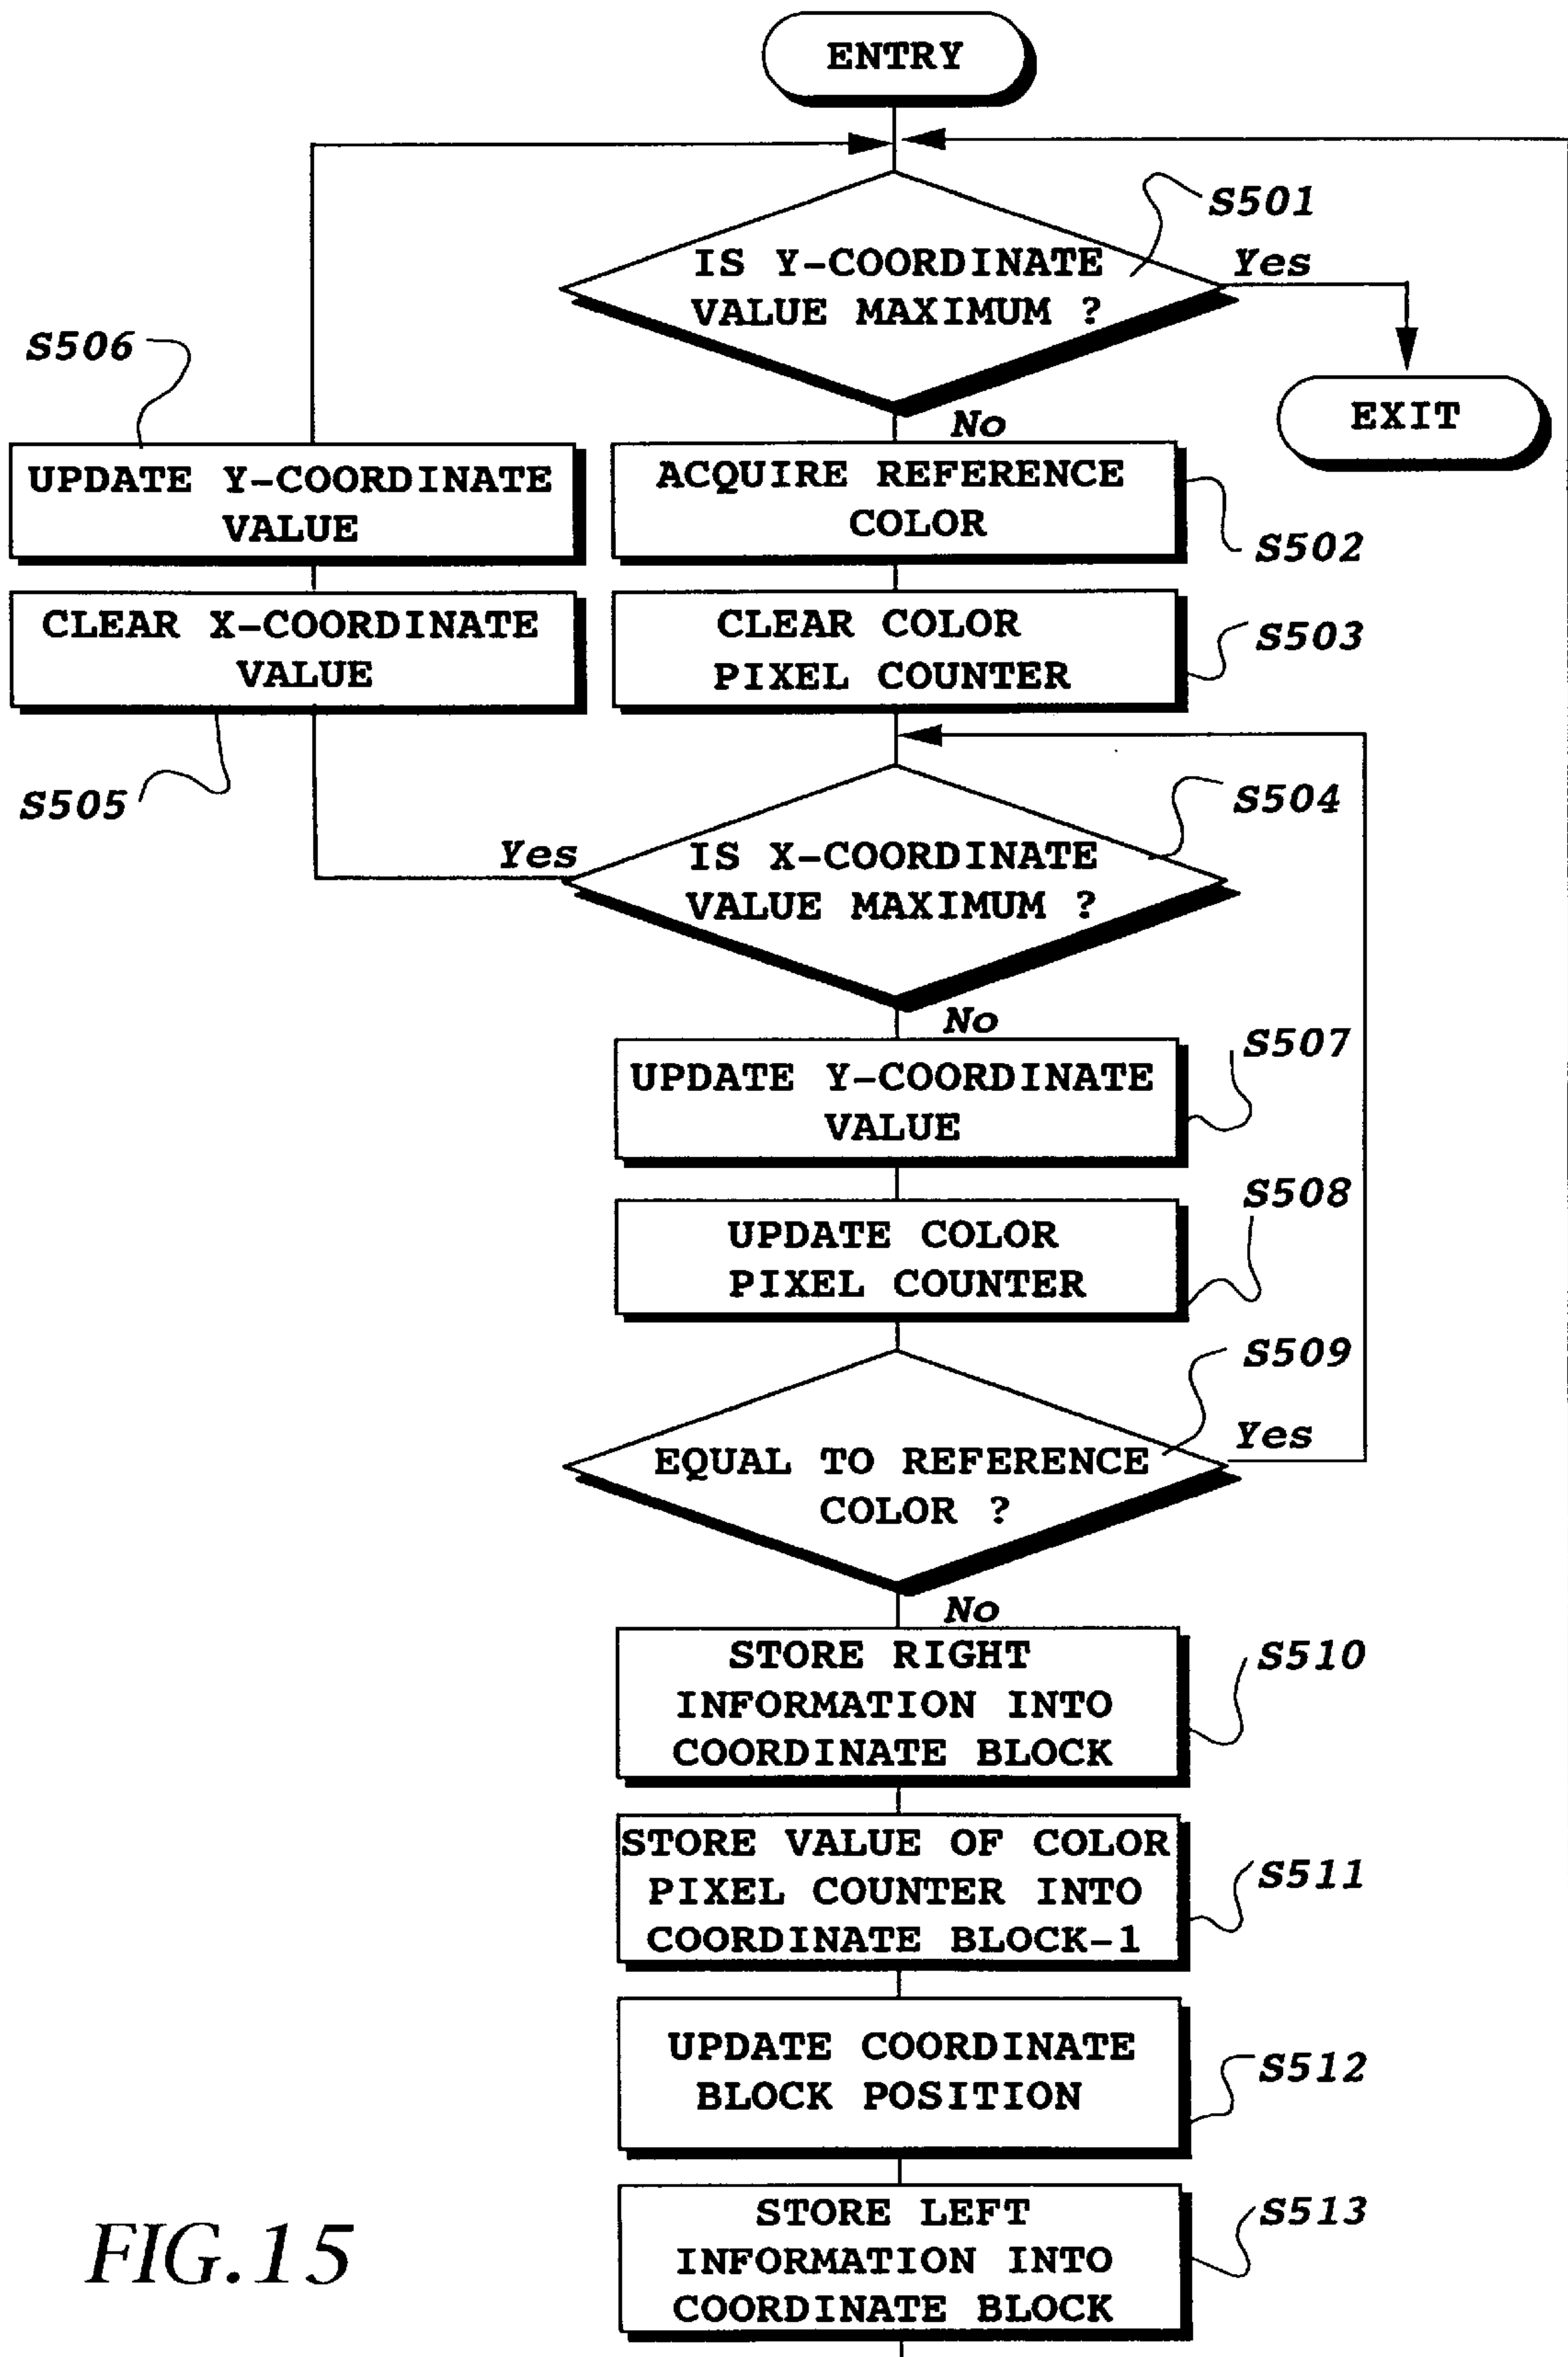 ENTRY
S501
IS Y-COORDINATE
VALUE MAXIMUM ?
Yes
EXIT
No
S506
UPDATE Y-COORDINATE
VALUE
ACQUIRE REFERENCE
COLOR
S502
CLEAR X-COORDINATE
VALUE
CLEAR COLOR
PIXEL COUNTER
S503
S505
S504
Yes
IS X-COORDINATE
VALUE MAXIMUM ?
No
S507
UPDATE Y-COORDINATE
VALUE
S508
UPDATE COLOR
PIXEL COUNTER
S509
Yes
EQUAL TO REFERENCE
COLOR ?
No
STORE RIGHT
INFORMATION INTO
COORDINATE BLOCK
S510
STORE VALUE OF COLOR
PIXEL COUNTER INTO
COORDINATE BLOCK-1
S511
UPDATE COORDINATE
BLOCK POSITION
S512
STORE LEFT
INFORMATION INTO
COORDINATE BLOCK
S513
FIG.15